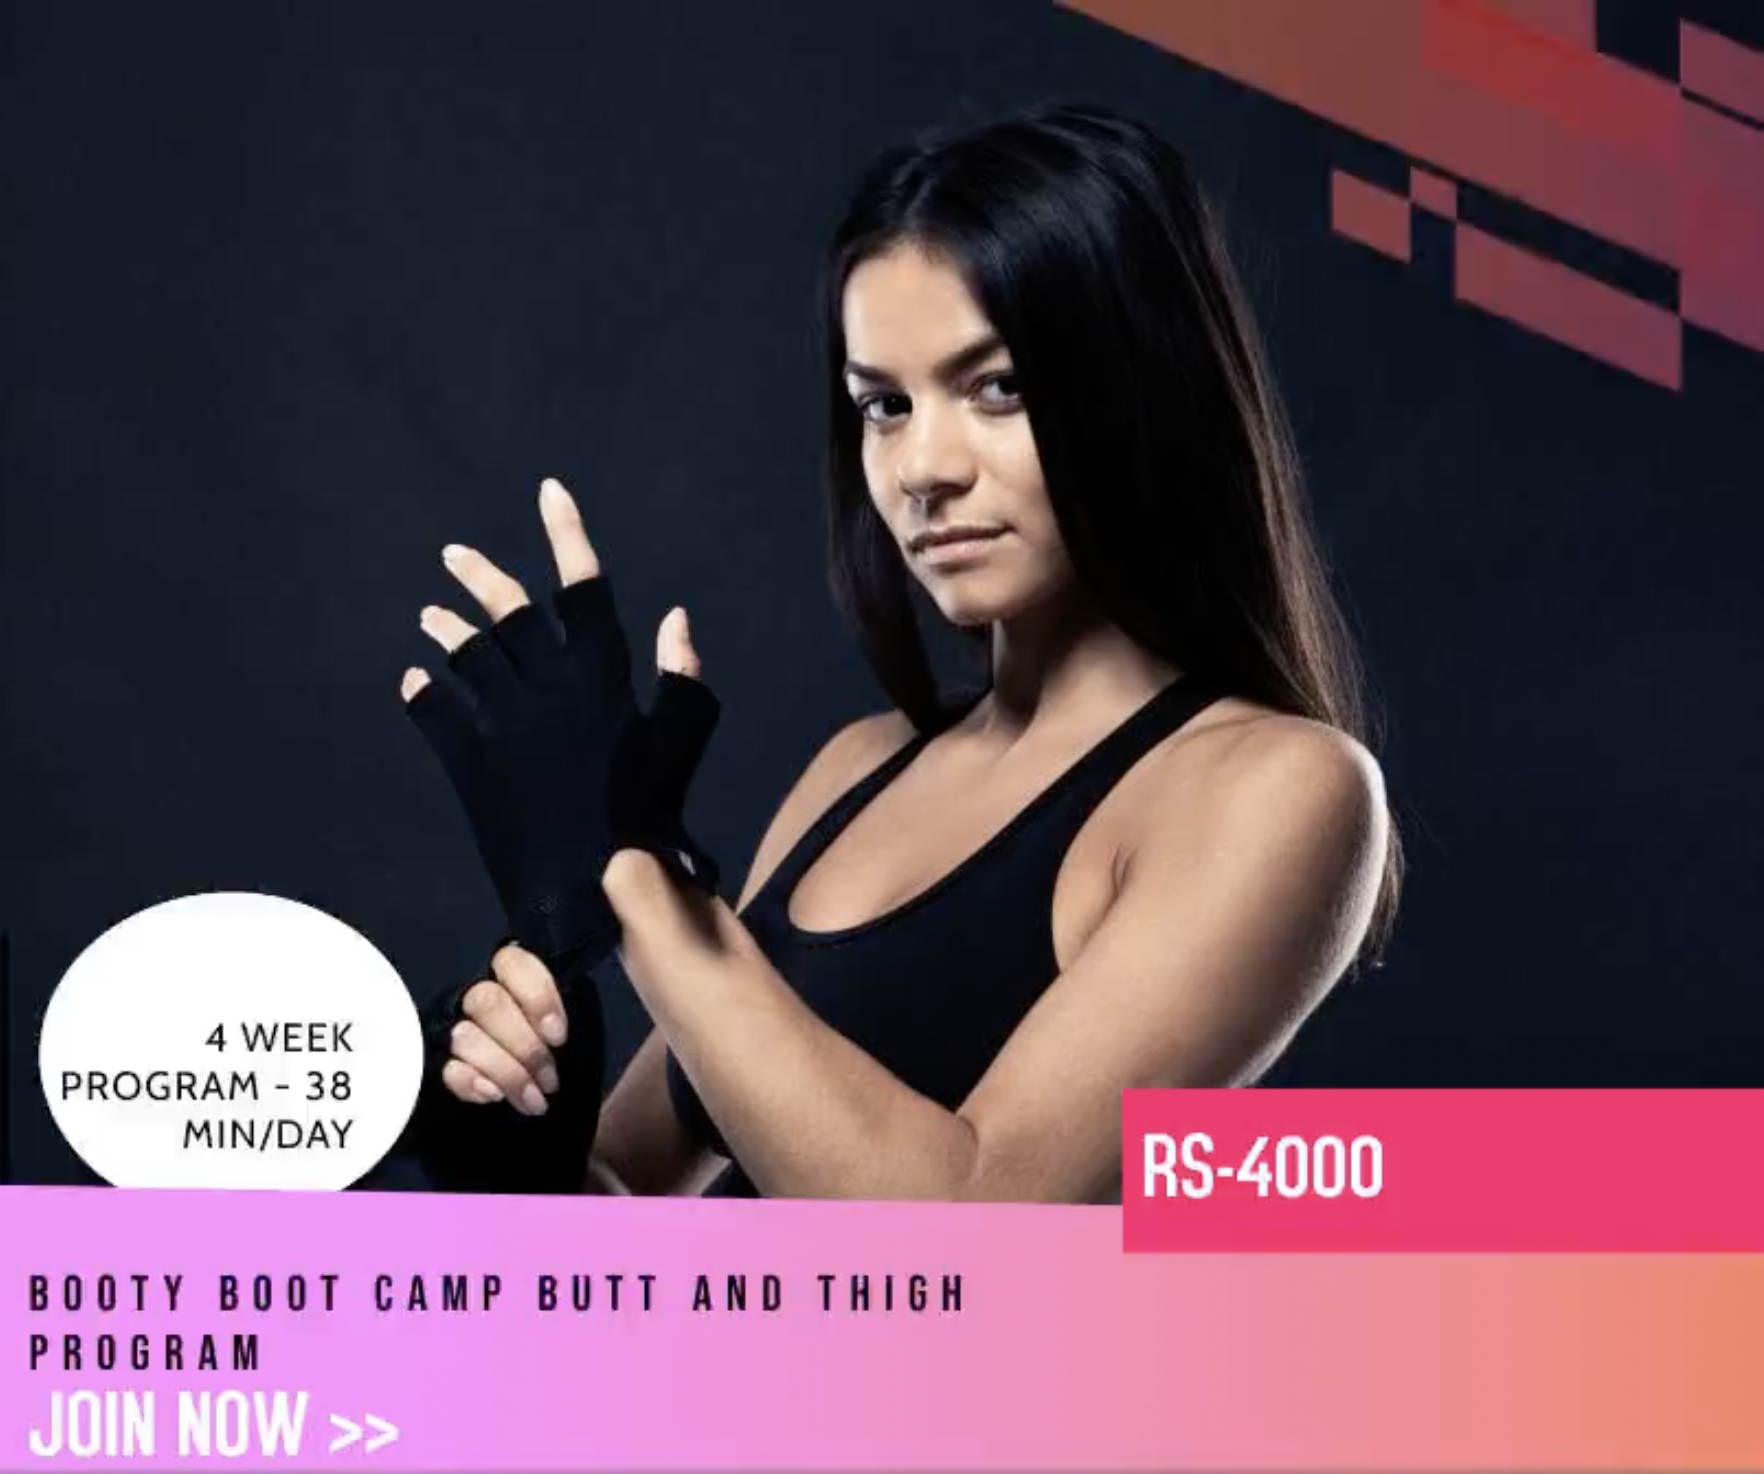 4 WEEK
PROGRAM - 38
MIN/DAY
RS-4000
BOOTY BOOT CAMP BUTT AND THIGH
PROGRAM
JOIN NOW >>